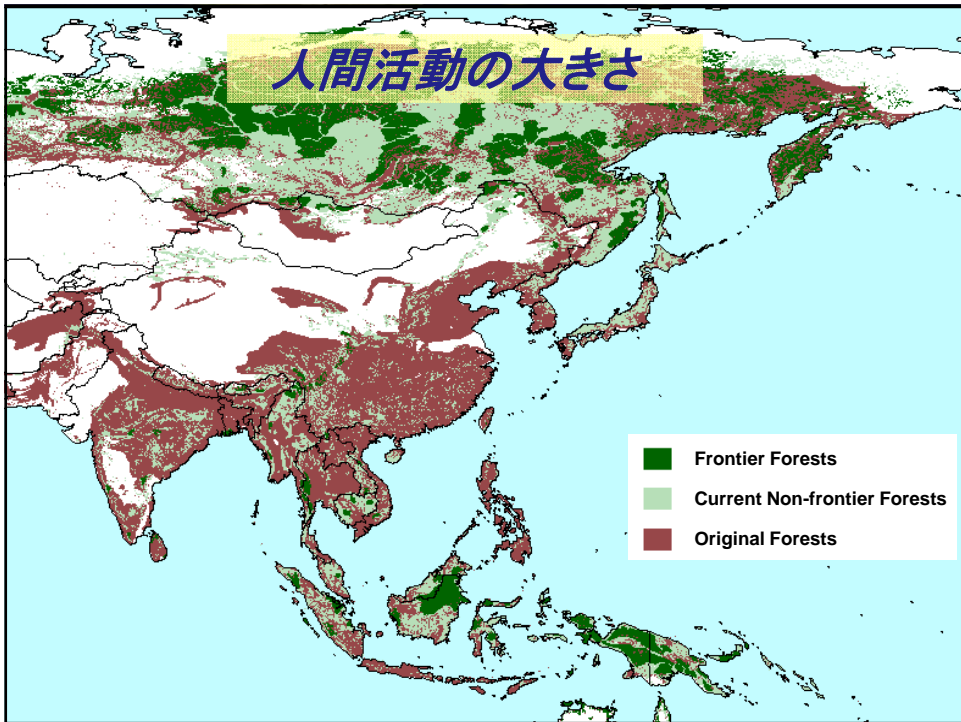 人間活動の大きさ
Frontier Forests
Current Non-frontier Forests
Original Forests